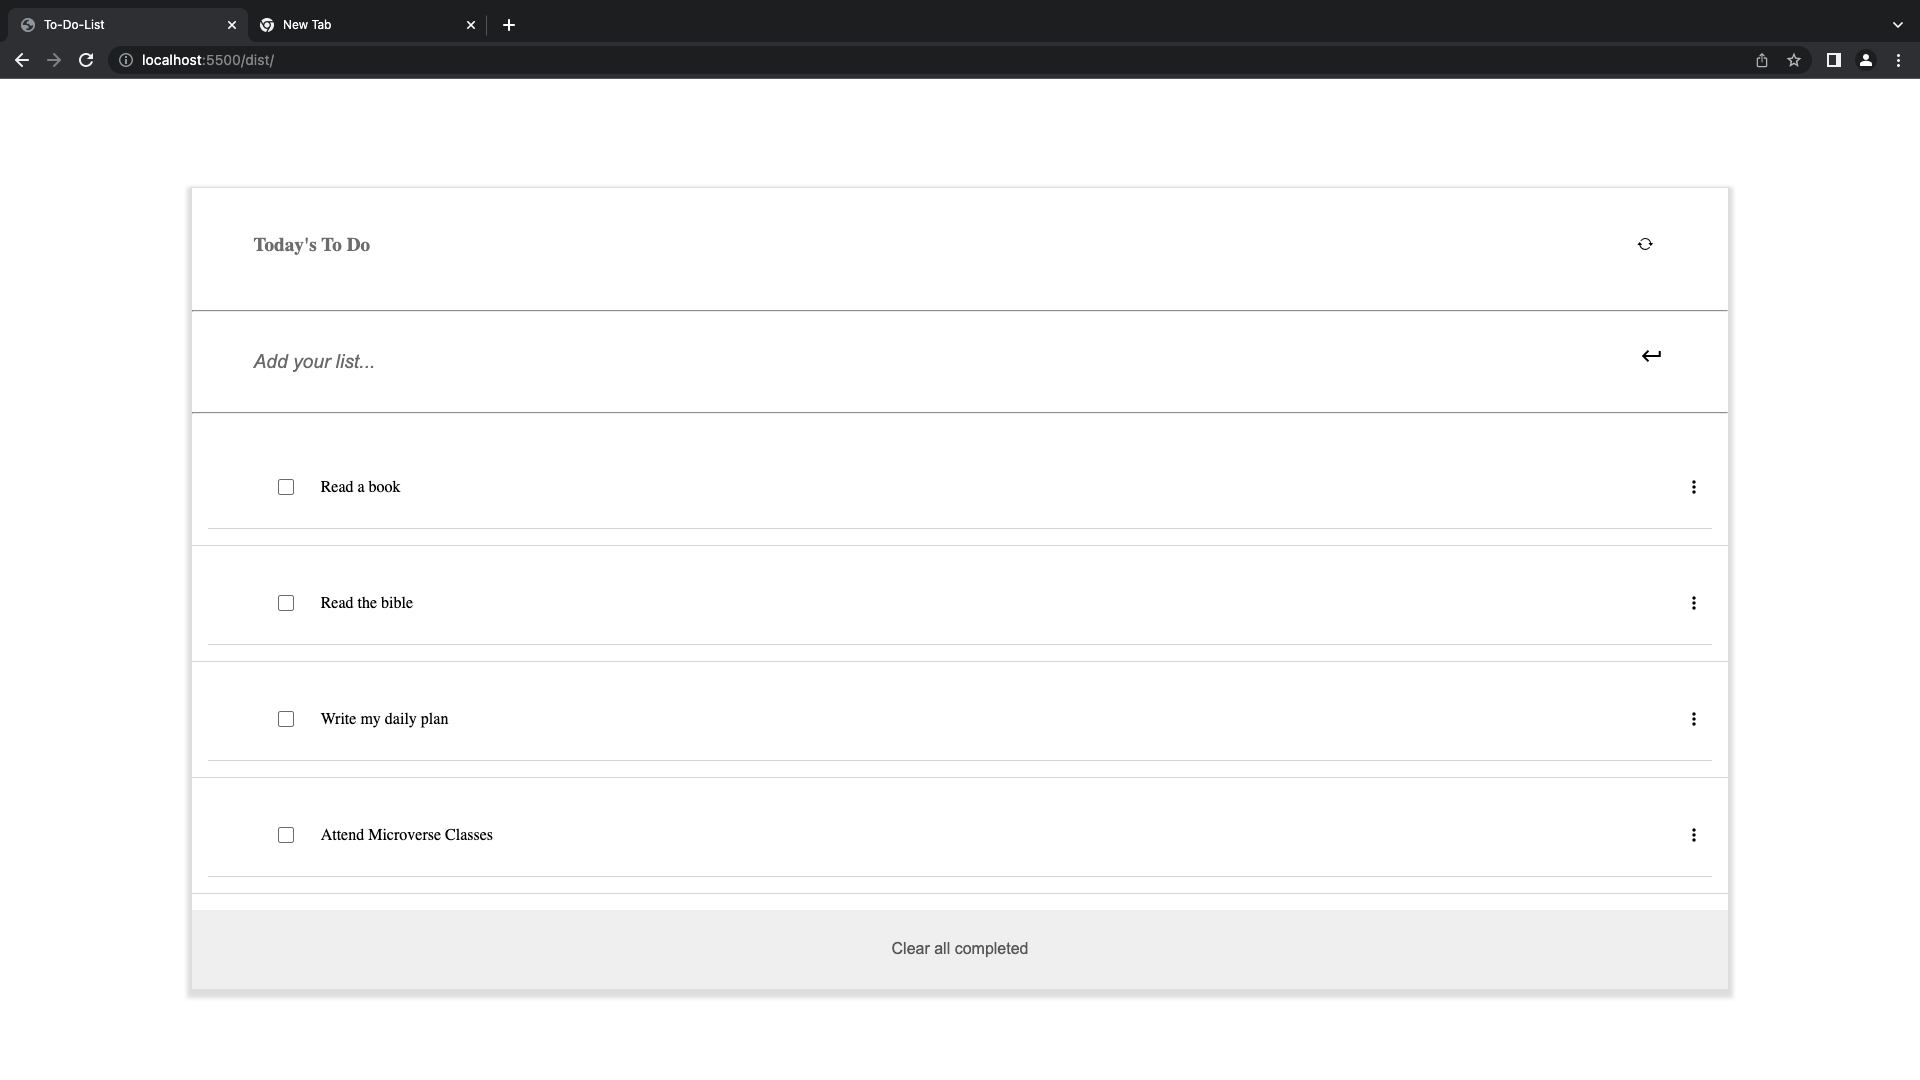 To-Do-List
New Tab
localhost:5500/dist/
Today's To Do
Add your list...
Read a book
Read the bible
Write my daily plan
Attend Microverse Classes
Clear all completed